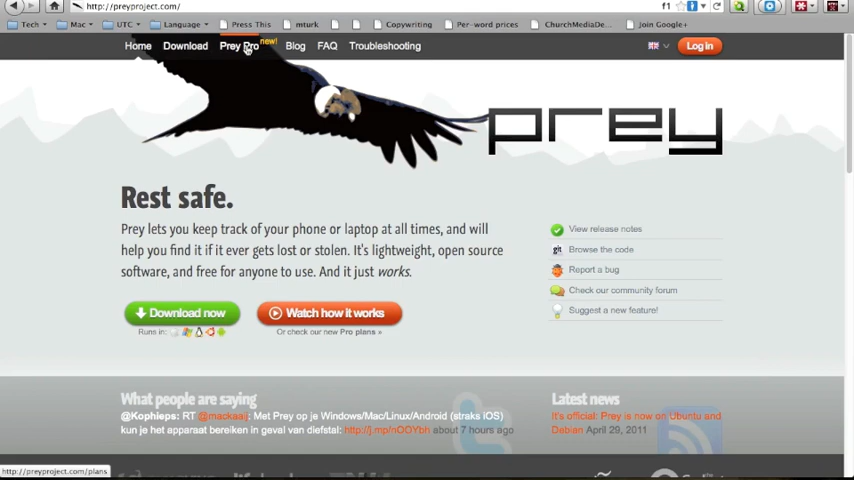 http://preyproject.com/
f1
Tech Mac UTC Language Press This mturk Copywriting Per-word prices ChurchMediaDe... Join Google+
Home Download Prey Pro new! Blog FAQ Troubleshooting Log in
prey
Rest safe.
Prey lets you keep track of your phone or laptop at all times, and will
help you find it if it ever gets lost or stolen. It's lightweight, open source
software, and free for anyone to use. And it just works.
View release notes
git Browse the code
Report a bug
Check our community forum
Suggest a new feature!
Download now Watch how it works
Runs in: Or check our new Pro plans »
What people are saying
@Kophieps: RT @mackaaij: Met Prey op je Windows/Mac/Linux/Android (straks iOS)
kun je het apparaat bereiken in geval van diefstal: http://j.mp/nOOYbh about 7 hours ago
Latest news
It's official: Prey is now on Ubuntu and
Debian April 29, 2011
http://preyproject.com/plans